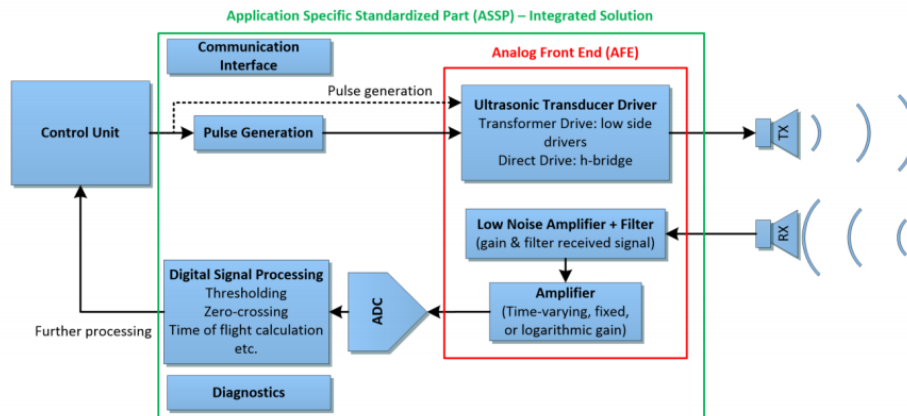 Application Specific Standardized Part (ASSP) – Integrated Solution
Communication
Interface
Analog Front End (AFE)
Pulse generation
Control Unit
Pulse Generation
Ultrasonic Transducer Driver
Transformer Drive: low side
drivers
Direct Drive: h-bridge
TX
Low Noise Amplifier + Filter
(gain & filter received signal)
RX
Digital Signal Processing
Thresholding
Zero-crossing
Time of flight calculation
etc.
ADC
Amplifier
(Time-varying, fixed,
or logarithmic gain)
Further processing
Diagnostics